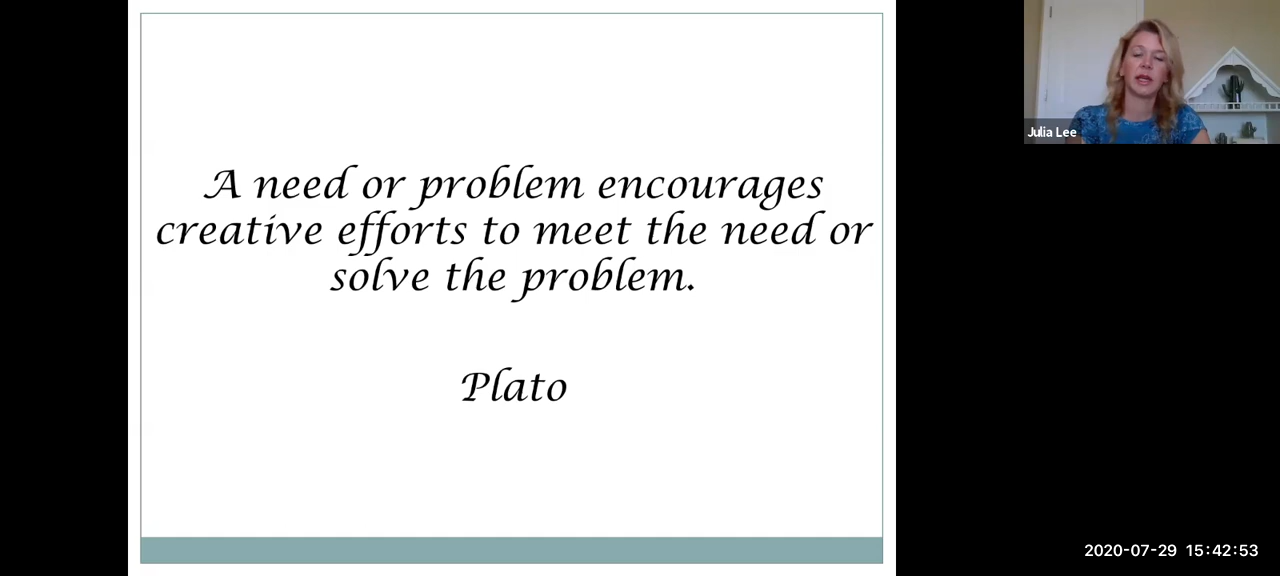 A need or problem encourages
creative efforts to meet the need or
solve the problem.
Plato
Julia Lee
2020-07-29 15:42:53